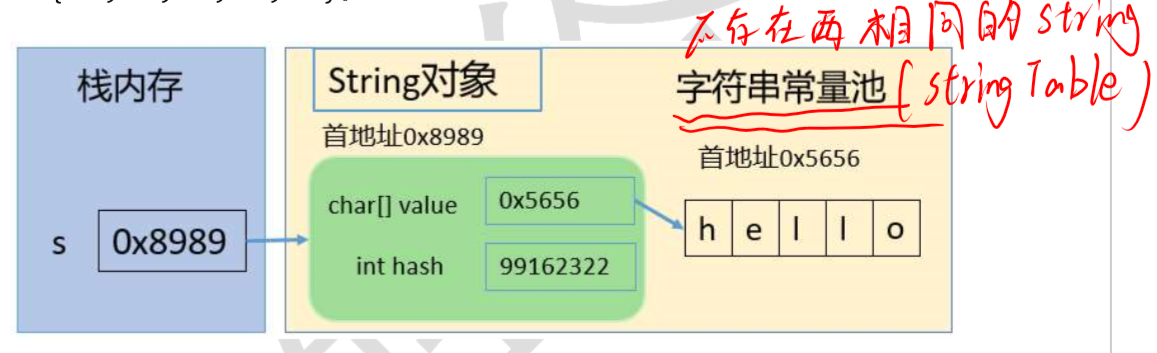 不存在两相同的string
栈内存
String对象
字符串常量池(stringTable)
首地址0x8989
首地址0x5656
char[] value
0x5656
h e l l o
s
0x8989
int hash
99162322